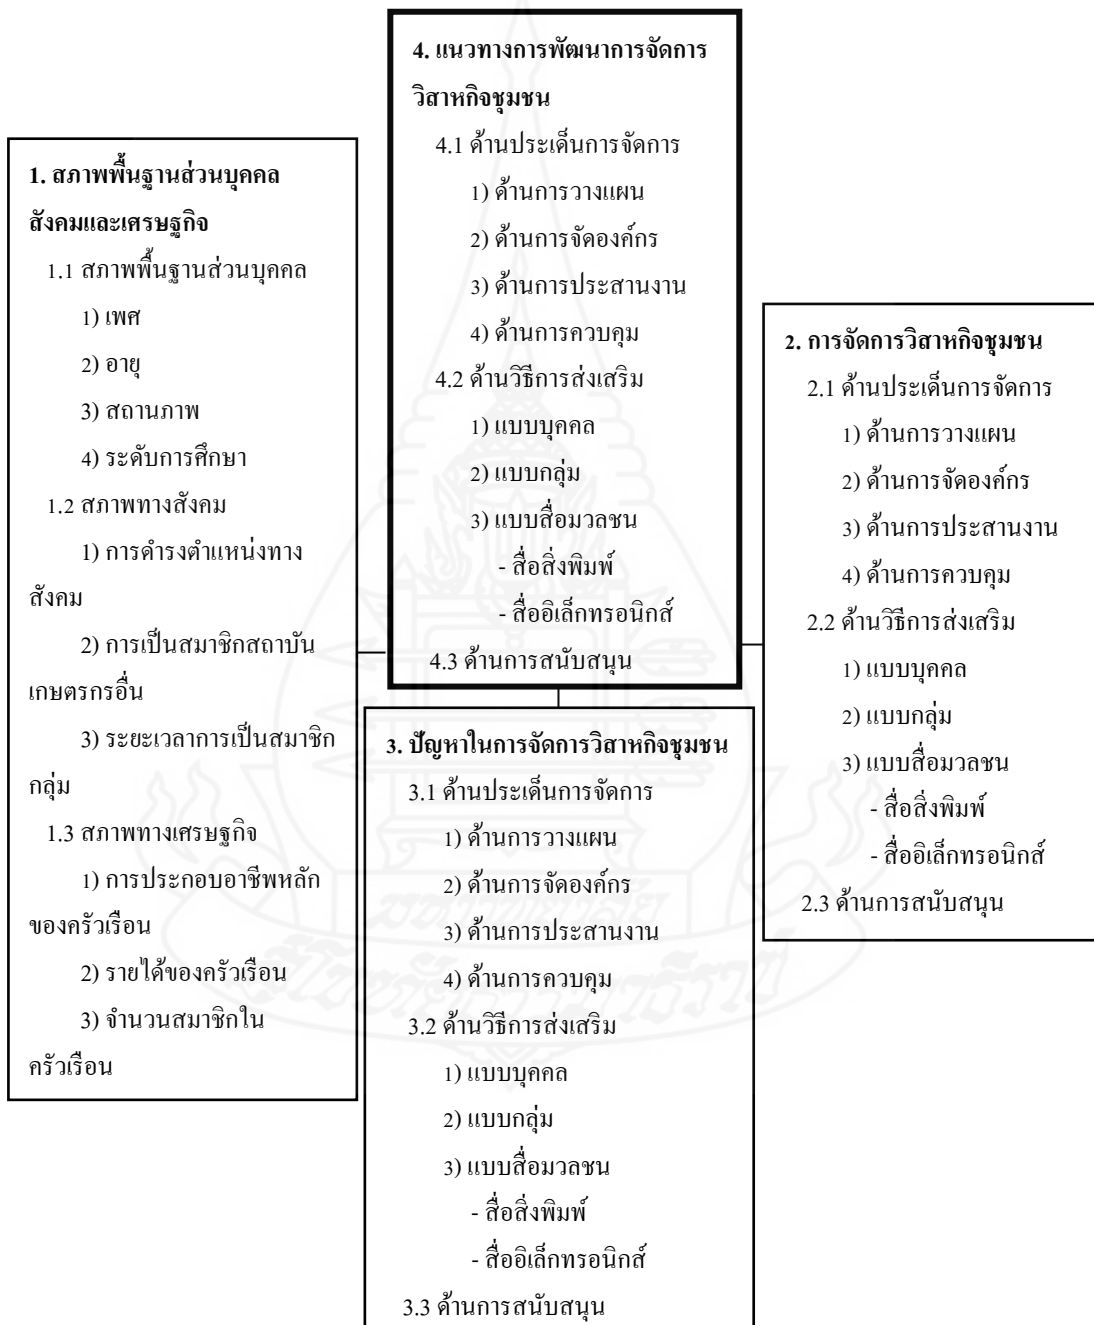 4. แนวทางการพัฒนาการจัดการ
วิสาหกิจชุมชน
4.1 ด้านประเด็นการจัดการ
1) ด้านการวางแผน
2) ด้านการจัดองค์กร
3) ด้านการประสานงาน
4) ด้านการควบคุม
4.2 ด้านวิธีการส่งเสริม
1) แบบบุคคล
2) แบบกลุ่ม
3) แบบสื่อมวลชน
- สื่อสิ่งพิมพ์
- สื่ออิเล็กทรอนิกส์
4.3 ด้านการสนับสนุน
1. สภาพพื้นฐานส่วนบุคคล
สังคมและเศรษฐกิจ
1.1 สภาพพื้นฐานส่วนบุคคล
1) เพศ
2) อายุ
3) สถานภาพ
4) ระดับการศึกษา
1.2 สภาพทางสังคม
1) การดำรงตำแหน่งทาง
สังคม
2) การเป็นสมาชิกสถาบัน
เกษตรกรอื่น
3) ระยะเวลาการเป็นสมาชิก
กลุ่ม
1.3 สภาพทางเศรษฐกิจ
1) การประกอบอาชีพหลัก
ของครัวเรือน
2) รายได้ของครัวเรือน
3) จำนวนสมาชิกใน
ครัวเรือน
2. การจัดการวิสาหกิจชุมชน
2.1 ด้านประเด็นการจัดการ
1) ด้านการวางแผน
2) ด้านการจัดองค์กร
3) ด้านการประสานงาน
4) ด้านการควบคุม
2.2 ด้านวิธีการส่งเสริม
1) แบบบุคคล
2) แบบกลุ่ม
3) แบบสื่อมวลชน
- สื่อสิ่งพิมพ์
- สื่ออิเล็กทรอนิกส์
2.3 ด้านการสนับสนุน
3. ปัญหาในการจัดการวิสาหกิจชุมชน
3.1 ด้านประเด็นการจัดการ
1) ด้านการวางแผน
2) ด้านการจัดองค์กร
3) ด้านการประสานงาน
4) ด้านการควบคุม
3.2 ด้านวิธีการส่งเสริม
1) แบบบุคคล
2) แบบกลุ่ม
3) แบบสื่อมวลชน
- สื่อสิ่งพิมพ์
- สื่ออิเล็กทรอนิกส์
3.3 ด้านการสนับสนุน
มหาวิทยาลัย
สุโขทัยธรรมาธิราช